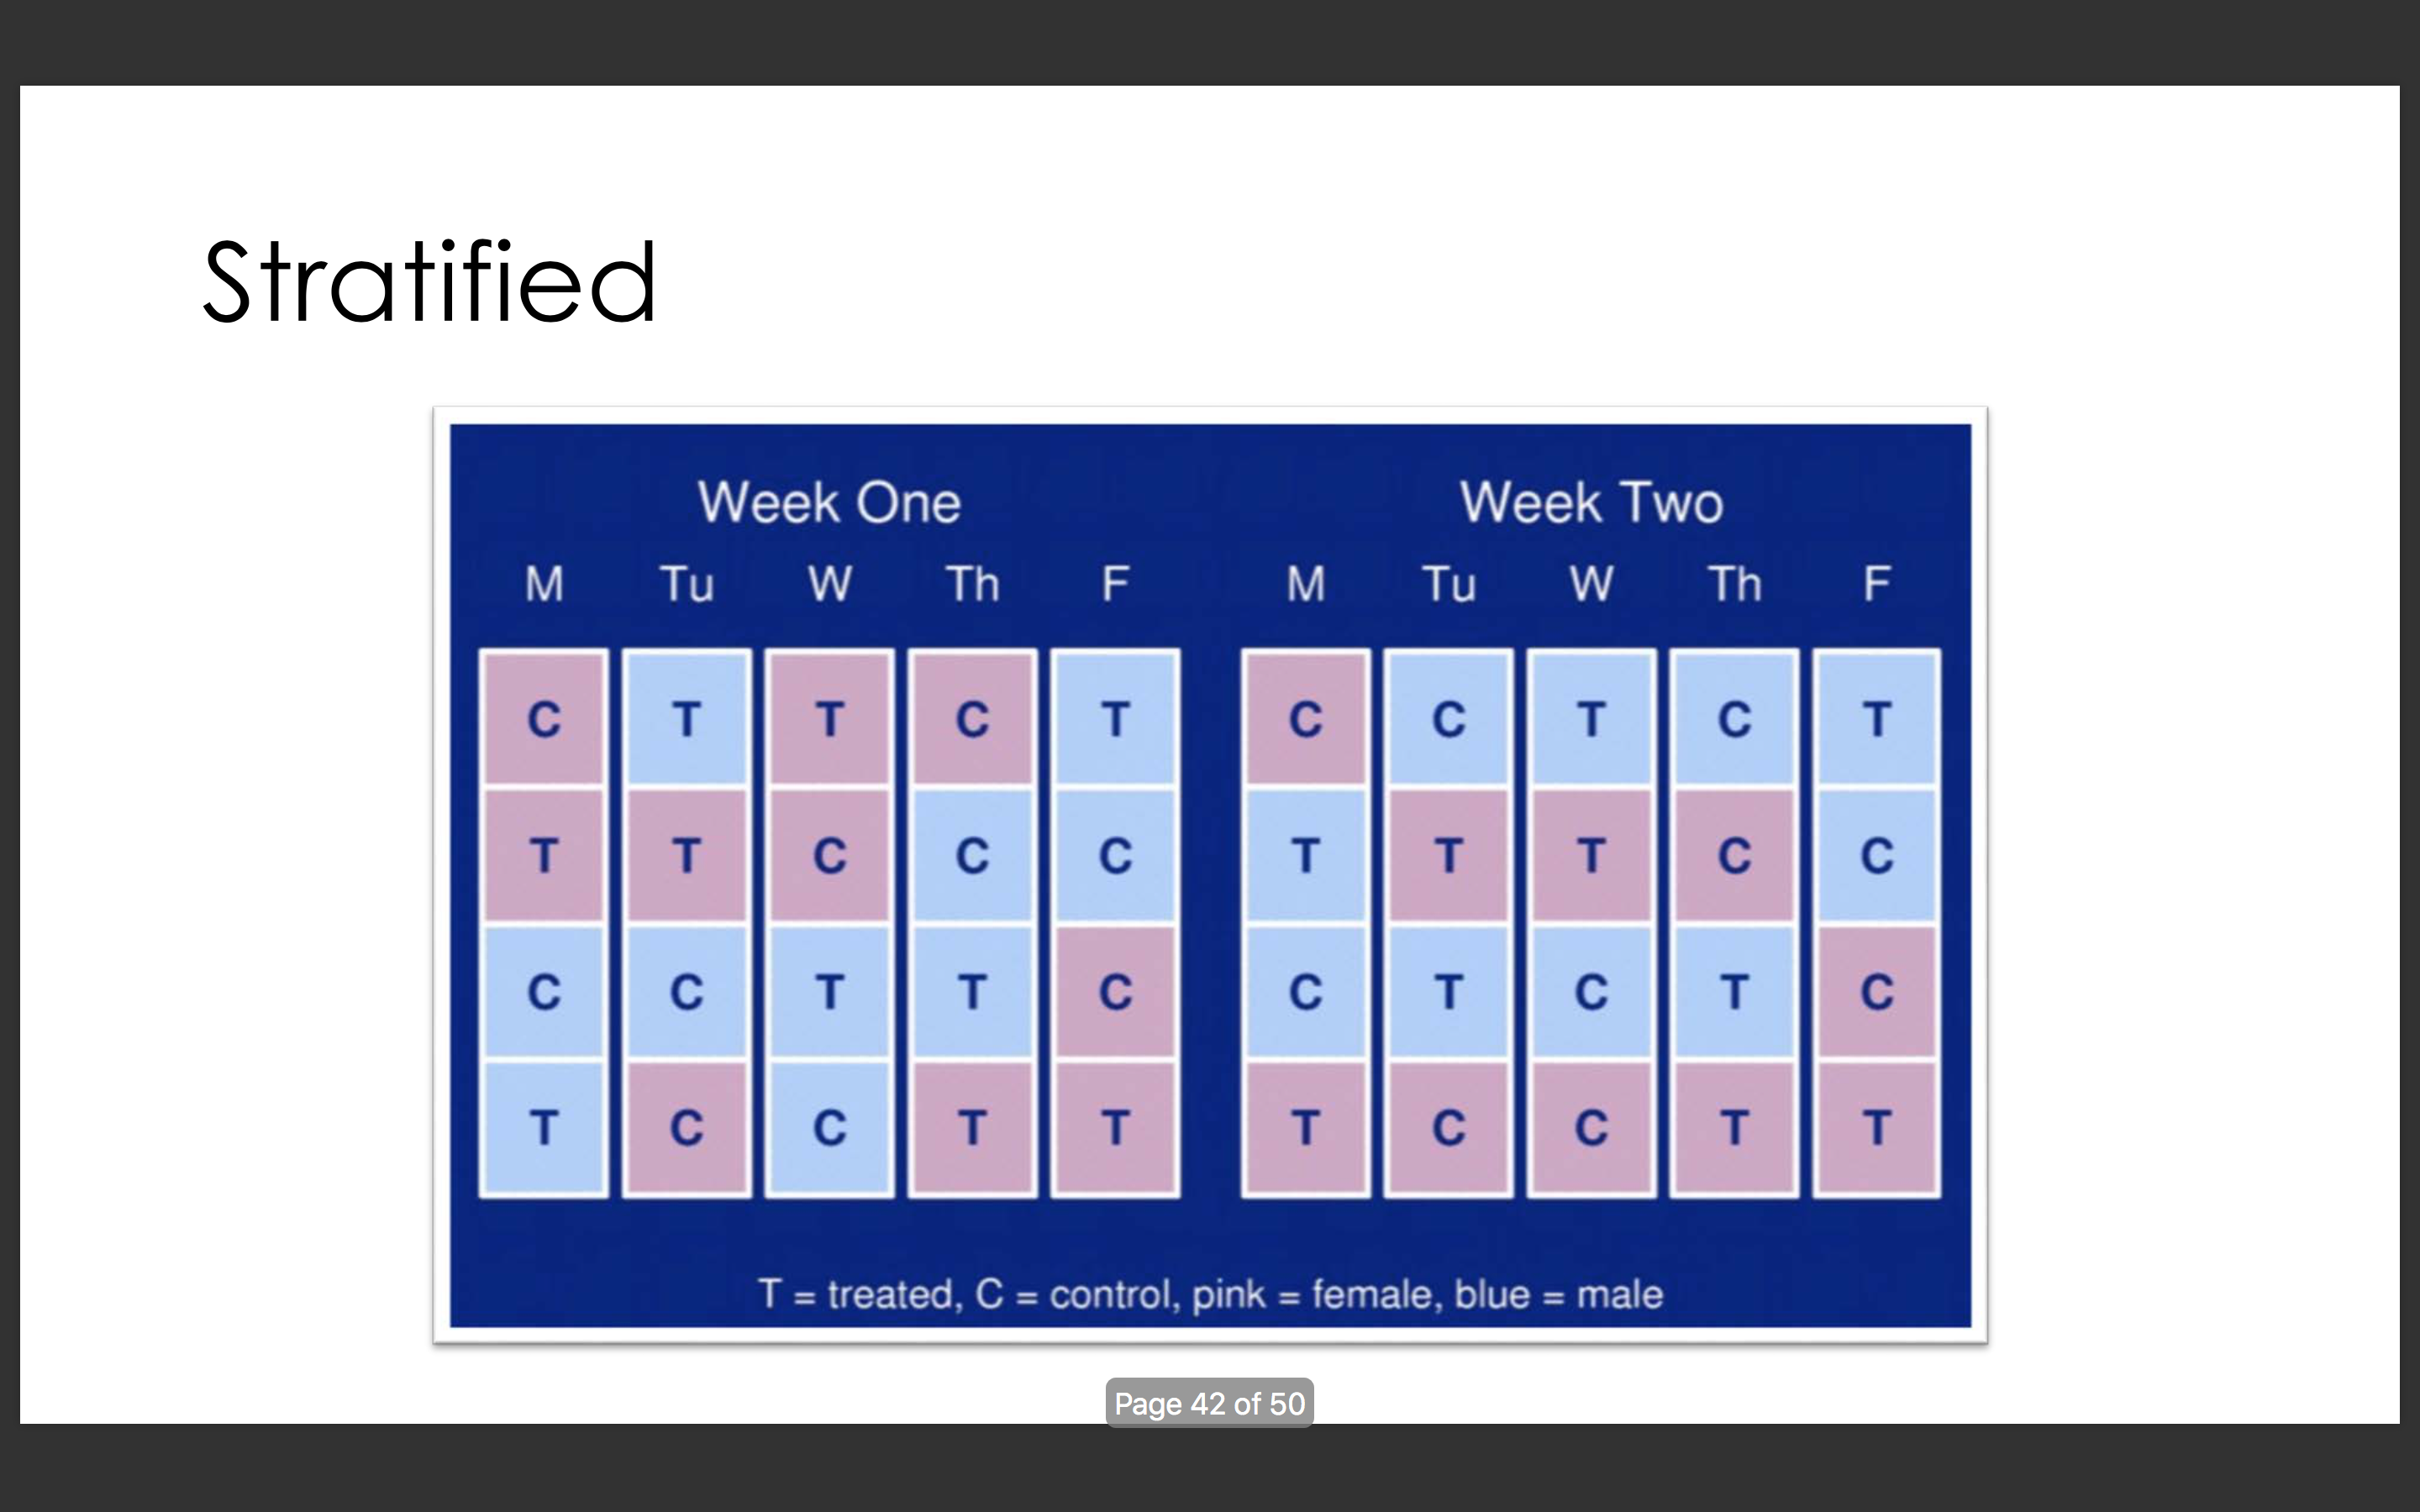 Stratified
Week One Week Two
M Tu W Th F M Tu W Th F
C T T C T C C T C T
T T C C C T T T C C
C C T T C C T C T C
T C C T T T C C T T
T = treated, C = control, pink = female, blue = male
Page 42 of 50